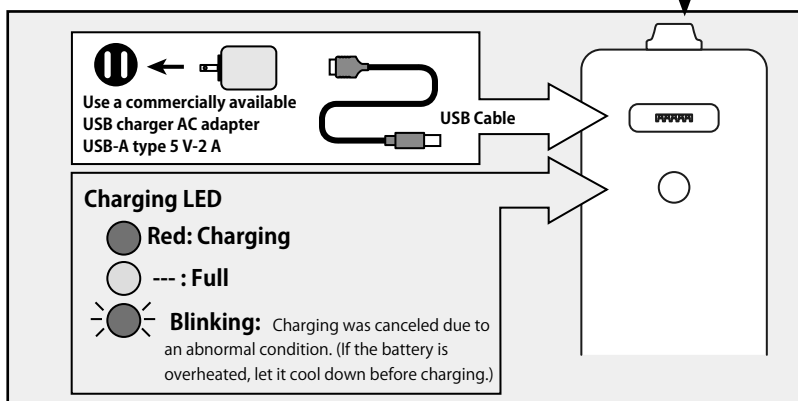 Use a commercially available
USB charger AC adapter
USB-A type 5 V-2 A
USB Cable
Charging LED
Red: Charging
--- : Full
Blinking: Charging was canceled due to
an abnormal condition. (If the battery is
overheated, let it cool down before charging.)